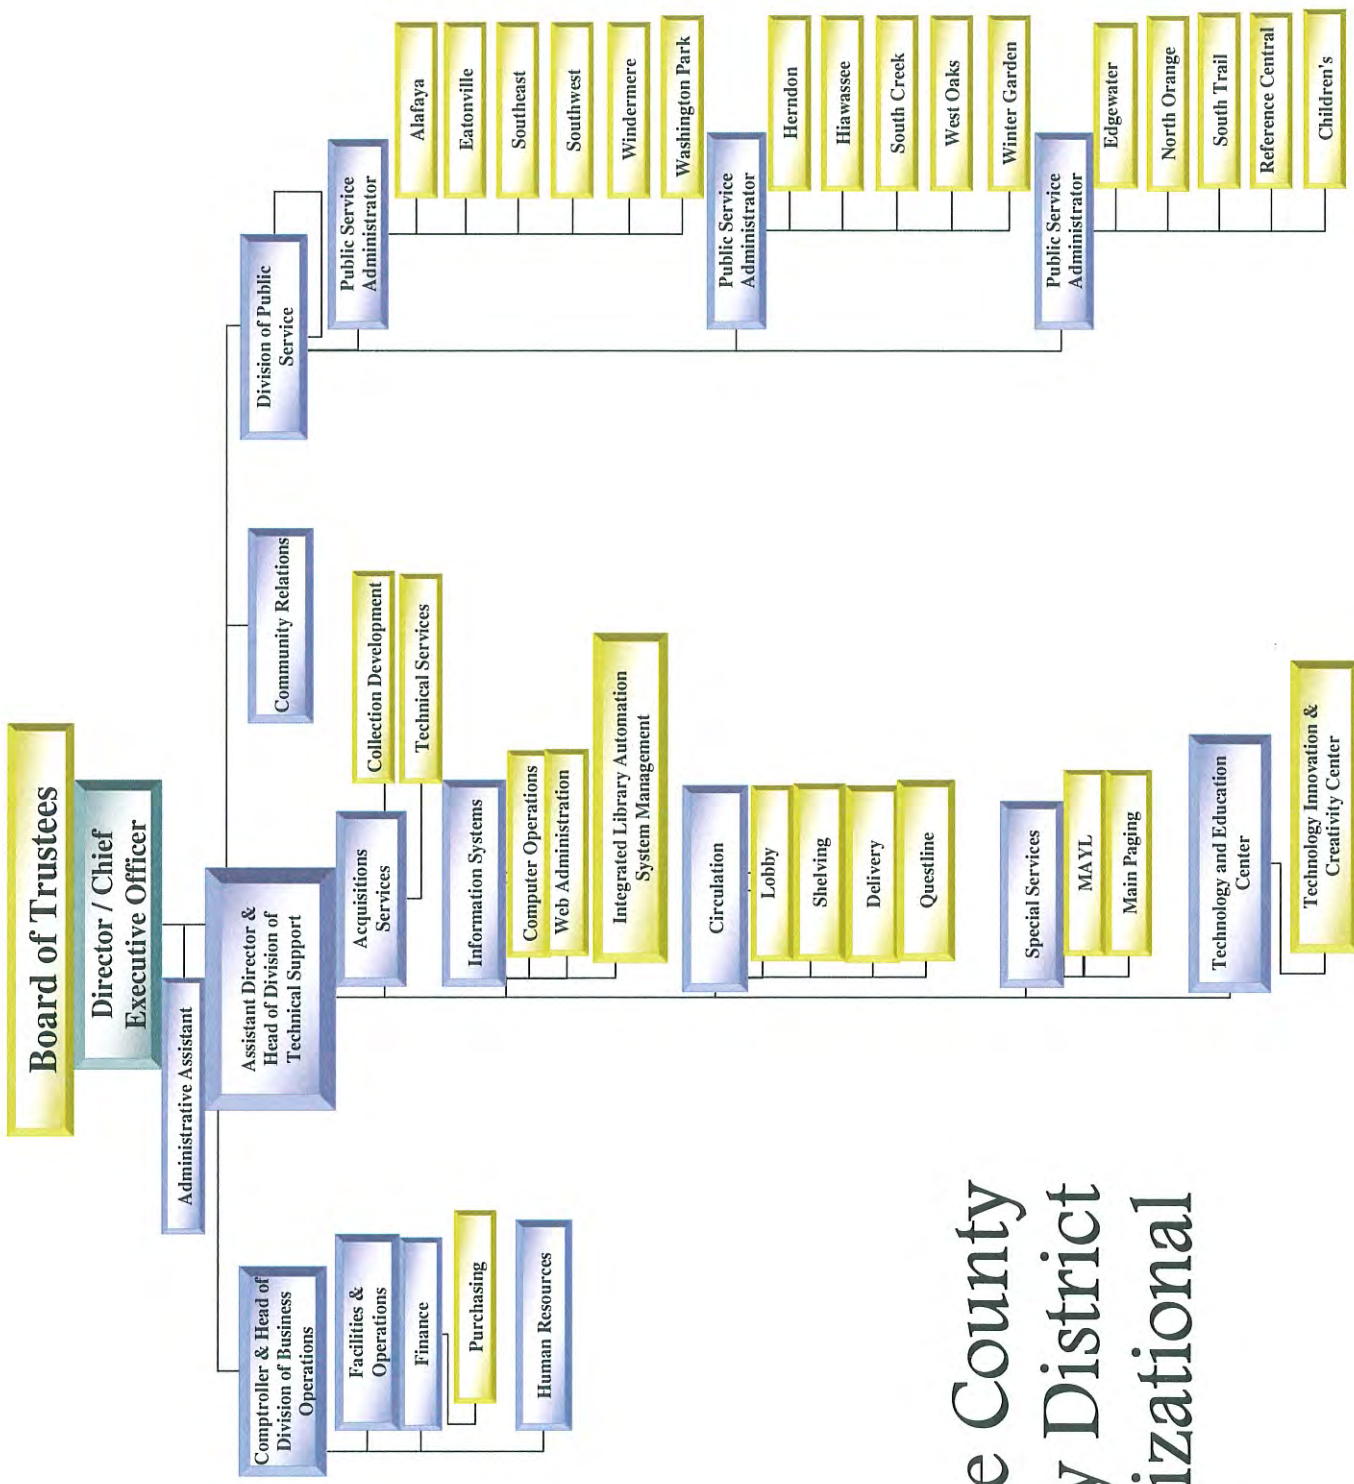 Board of Trustees
Director / Chief
Executive Officer
Administrative Assistant
Assistant Director &
Head of Division of
Technical Support
Comptroller & Head of
Division of Business
Operations
Facilities &
Operations
Finance
Purchasing
Human Resources
Acquisitions
Services
Collection Development
Technical Services
Information Systems
Computer Operations
Web Administration
Integrated Library Automation
System Management
Circulation
Lobby
Shelving
Delivery
Questline
Special Services
MAYL
Main Paging
Technology and Education
Center
Technology Innovation &
Creativity Center
Community Relations
Division of Public
Service
Public Service
Administrator
Alafaya
Eatonville
Southeast
Southwest
Windermere
Washington Park
Public Service
Administrator
Herndon
Hiawassee
South Creek
West Oaks
Winter Garden
Public Service
Administrator
Edgewater
North Orange
South Trail
Reference Central
Children's
e County
y District
izational